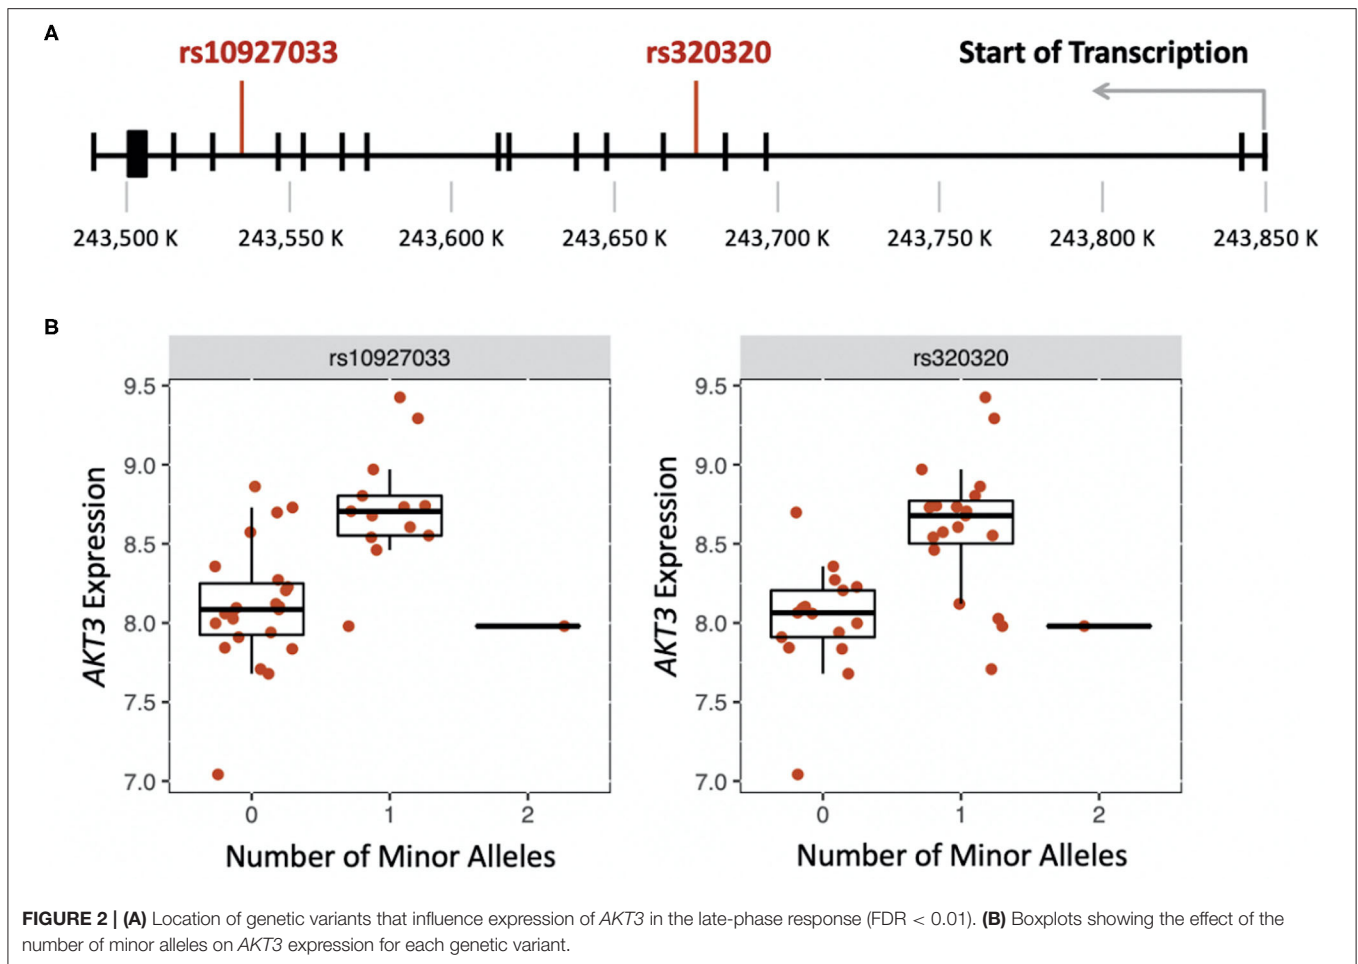 A
rs10927033
rs320320
Start of Transcription
243,500 K
243,550 K
243,600 K
243,650 K
243,700 K
243,750 K
243,800 K
243,850 K
B
rs10927033
9.5
9.0
8.5
8.0
7.5
7.0
AKT3 Expression
0
1
2
Number of Minor Alleles
rs320320
9.5
9.0
8.5
8.0
7.5
7.0
AKT3 Expression
0
1
2
Number of Minor Alleles
FIGURE 2 | (A) Location of genetic variants that influence expression of AKT3 in the late-phase response (FDR < 0.01). (B) Boxplots showing the effect of the
number of minor alleles on AKT3 expression for each genetic variant.